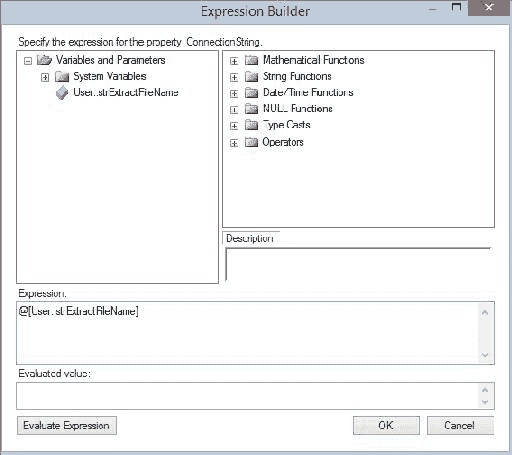 Expression Builder
Specify the expression for the property: ConnectionString.
Variables and Parameters
System Variables
User::strExtractFileName
Mathematical Functions
String Functions
Date/Time Functions
NULL Functions
Type Casts
Operators
Description
Expression:
@[User::strExtractFileName]
Evaluated value:
Evaluate Expression
OK
Cancel